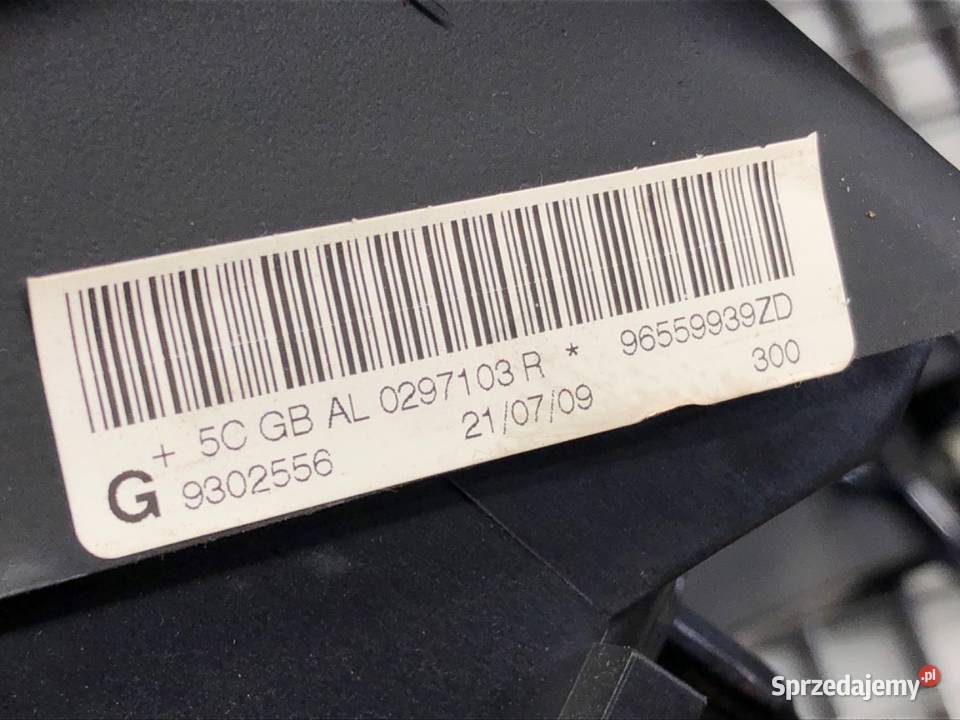 + 5C GB AL 0297103 R * 96559939ZD
G 9302556 21/07/09 300
Sprzedajemy.pl